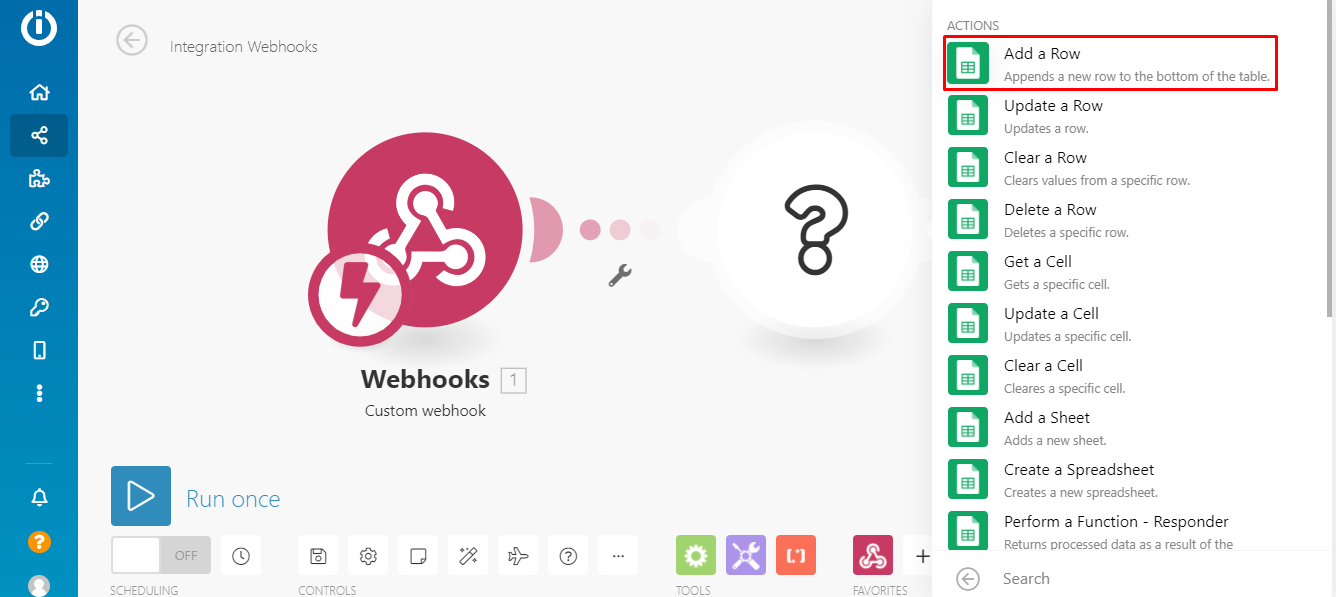 Integration Webhooks
Webhooks 1
Custom webhook
Run once
OFF
SCHEDULING
CONTROLS
TOOLS
FAVORITES
ACTIONS
Add a Row
Appends a new row to the bottom of the table.
Update a Row
Updates a row.
Clear a Row
Clears values from a specific row.
Delete a Row
Deletes a specific row.
Get a Cell
Gets a specific cell.
Update a Cell
Updates a specific cell.
Clear a Cell
Cleares a specific cell.
Add a Sheet
Adds a new sheet.
Create a Spreadsheet
Creates a new spreadsheet.
Perform a Function - Responder
Returns processed data as a result of the
Search